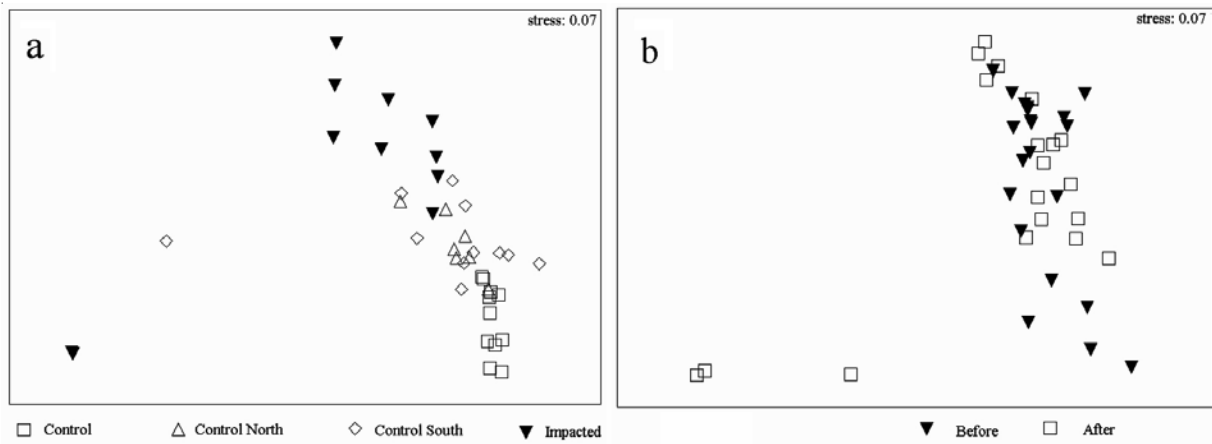 a
stress: 0.07
Control
Control North
Control South
Impacted
b
stress: 0.07
Before
After